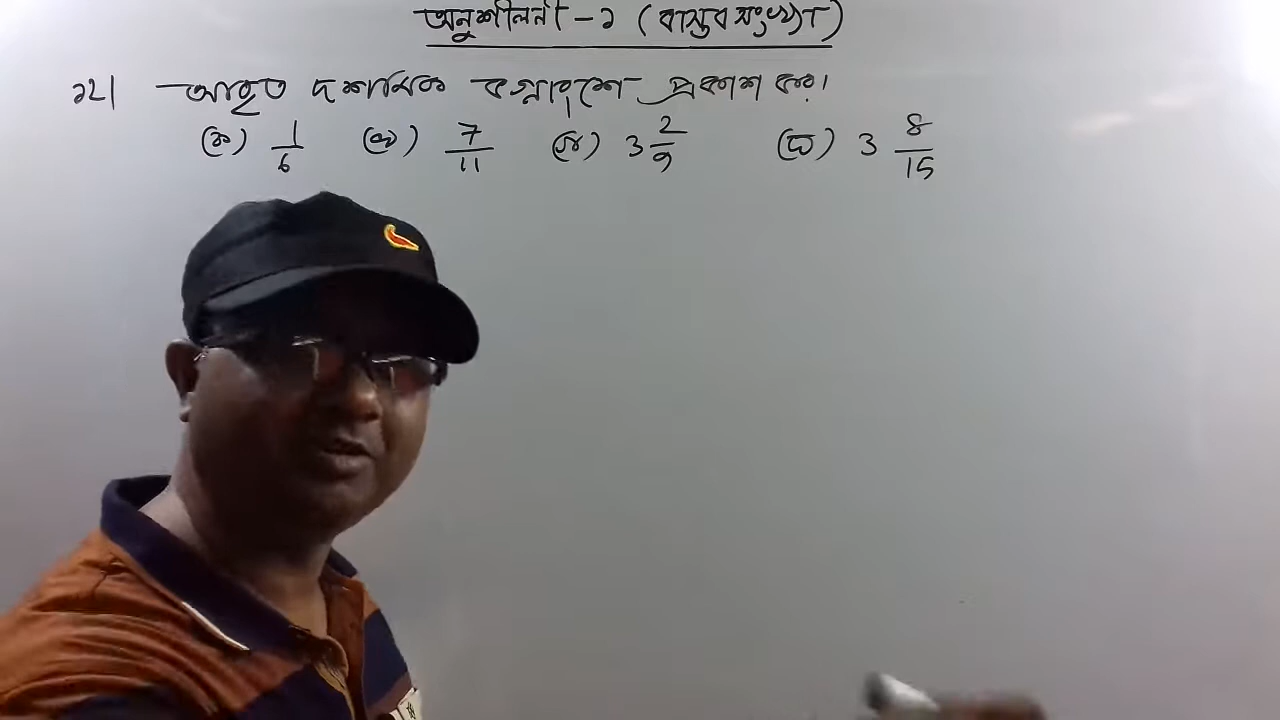 অনুশীলনী - ১ (বাস্তব সংখ্যা)
১২। আবৃত দশমিক ভগ্নাংশে প্রকাশ কর।
(ক) 1/6 (খ) 7/11 (গ) 3 2/9 (ঘ) 3 8/15